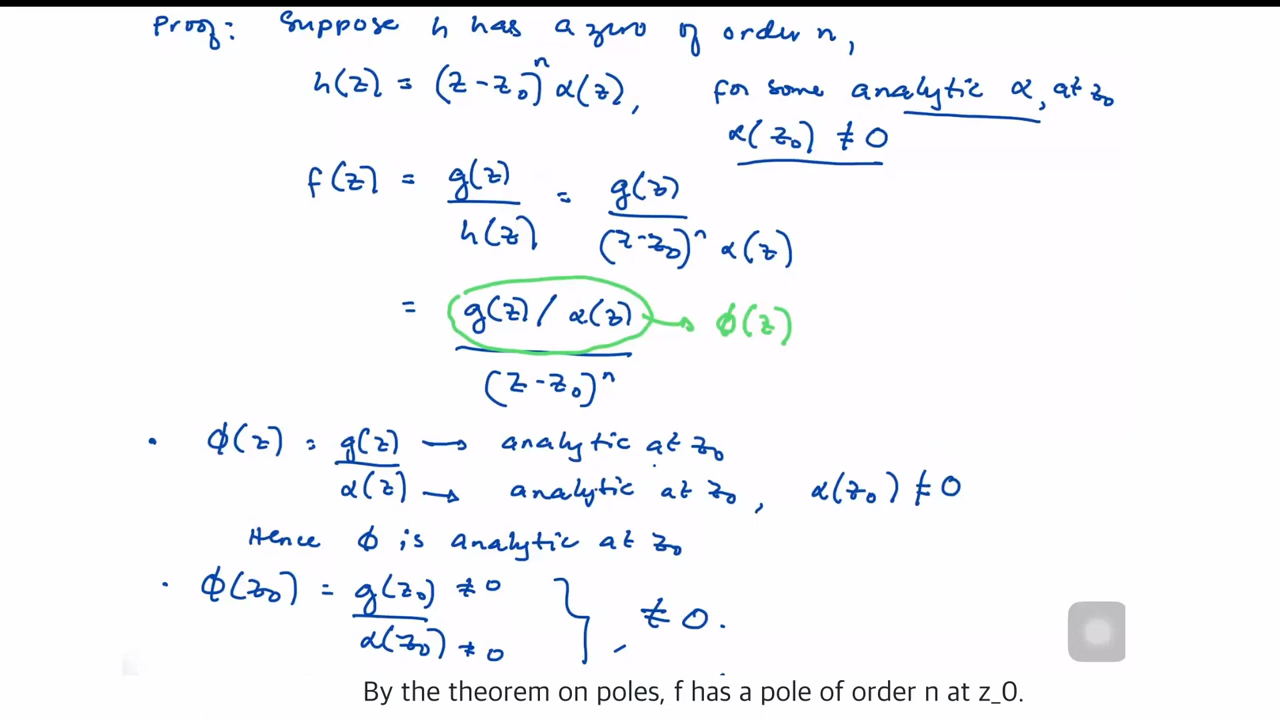 Proof: Suppose h has a zero of order n,
h(z) = (z-z₀)ⁿ α(z), for some analytic α, at z₀
α(z₀) ≠ 0
f(z) = g(z)/h(z) = g(z)/(z-z₀)ⁿ α(z)
= g(z)/α(z) → ϕ(z)
(z-z₀)ⁿ
• ϕ(z) = g(z) → analytic at z₀
α(z) → analytic at z₀, α(z₀) ≠ 0
Hence ϕ is analytic at z₀
• ϕ(z₀) = g(z₀) ≠ 0 } ≠ 0.
α(z₀) ≠ 0
By the theorem on poles, f has a pole of order n at z_0.